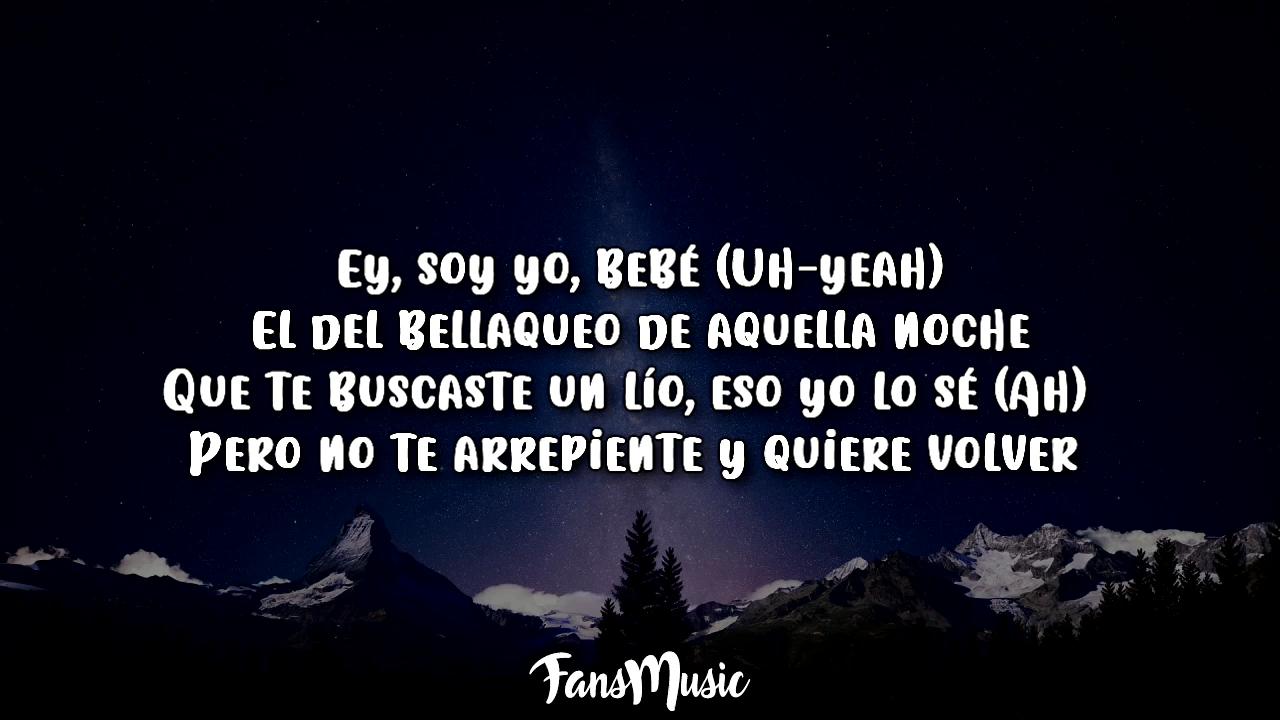 Ey, soy yo, bebé (Uh-yeah)
El del bellaqueo de aquella noche
Que te buscaste un lío, eso yo lo sé (Ah)
Pero no te arrepiente y quiere volver
FansMusic